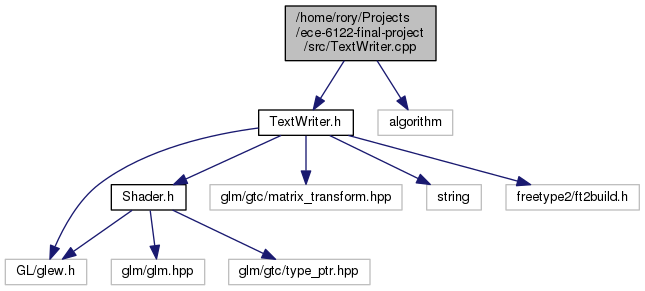 /home/rory/Projects
/ece-6122-final-project
/src/TextWriter.cpp
TextWriter.h
algorithm
Shader.h
glm/gtc/matrix_transform.hpp
string
freetype2/ft2build.h
GL/glew.h
glm/glm.hpp
glm/gtc/type_ptr.hpp